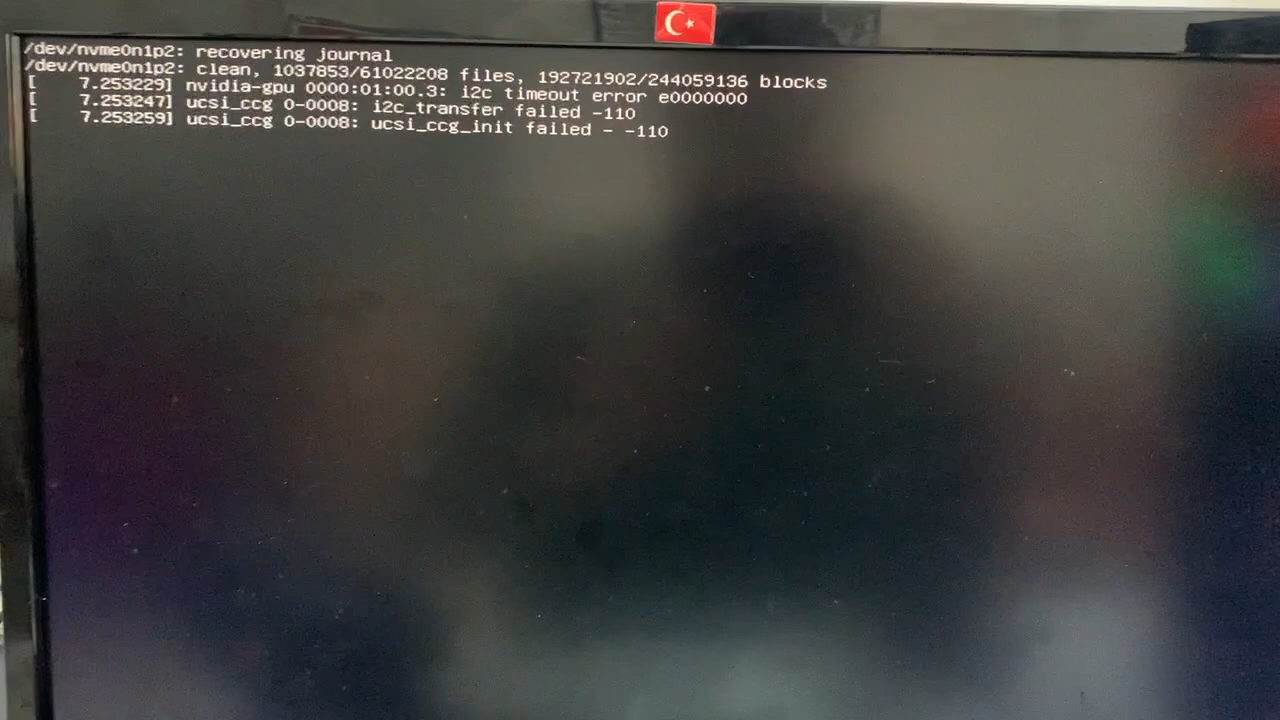 /dev/nvme0n1p2: recovering journal
/dev/nvme0n1p2: clean, 1037853/61022208 files, 192721902/244059136 blocks
[    7.253229] nvidia-gpu 0000:01:00.3: i2c timeout error e0000000
[    7.253247] ucsi_ccg 0-0008: i2c_transfer failed -110
[    7.253259] ucsi_ccg 0-0008: ucsi_ccg_init failed - -110